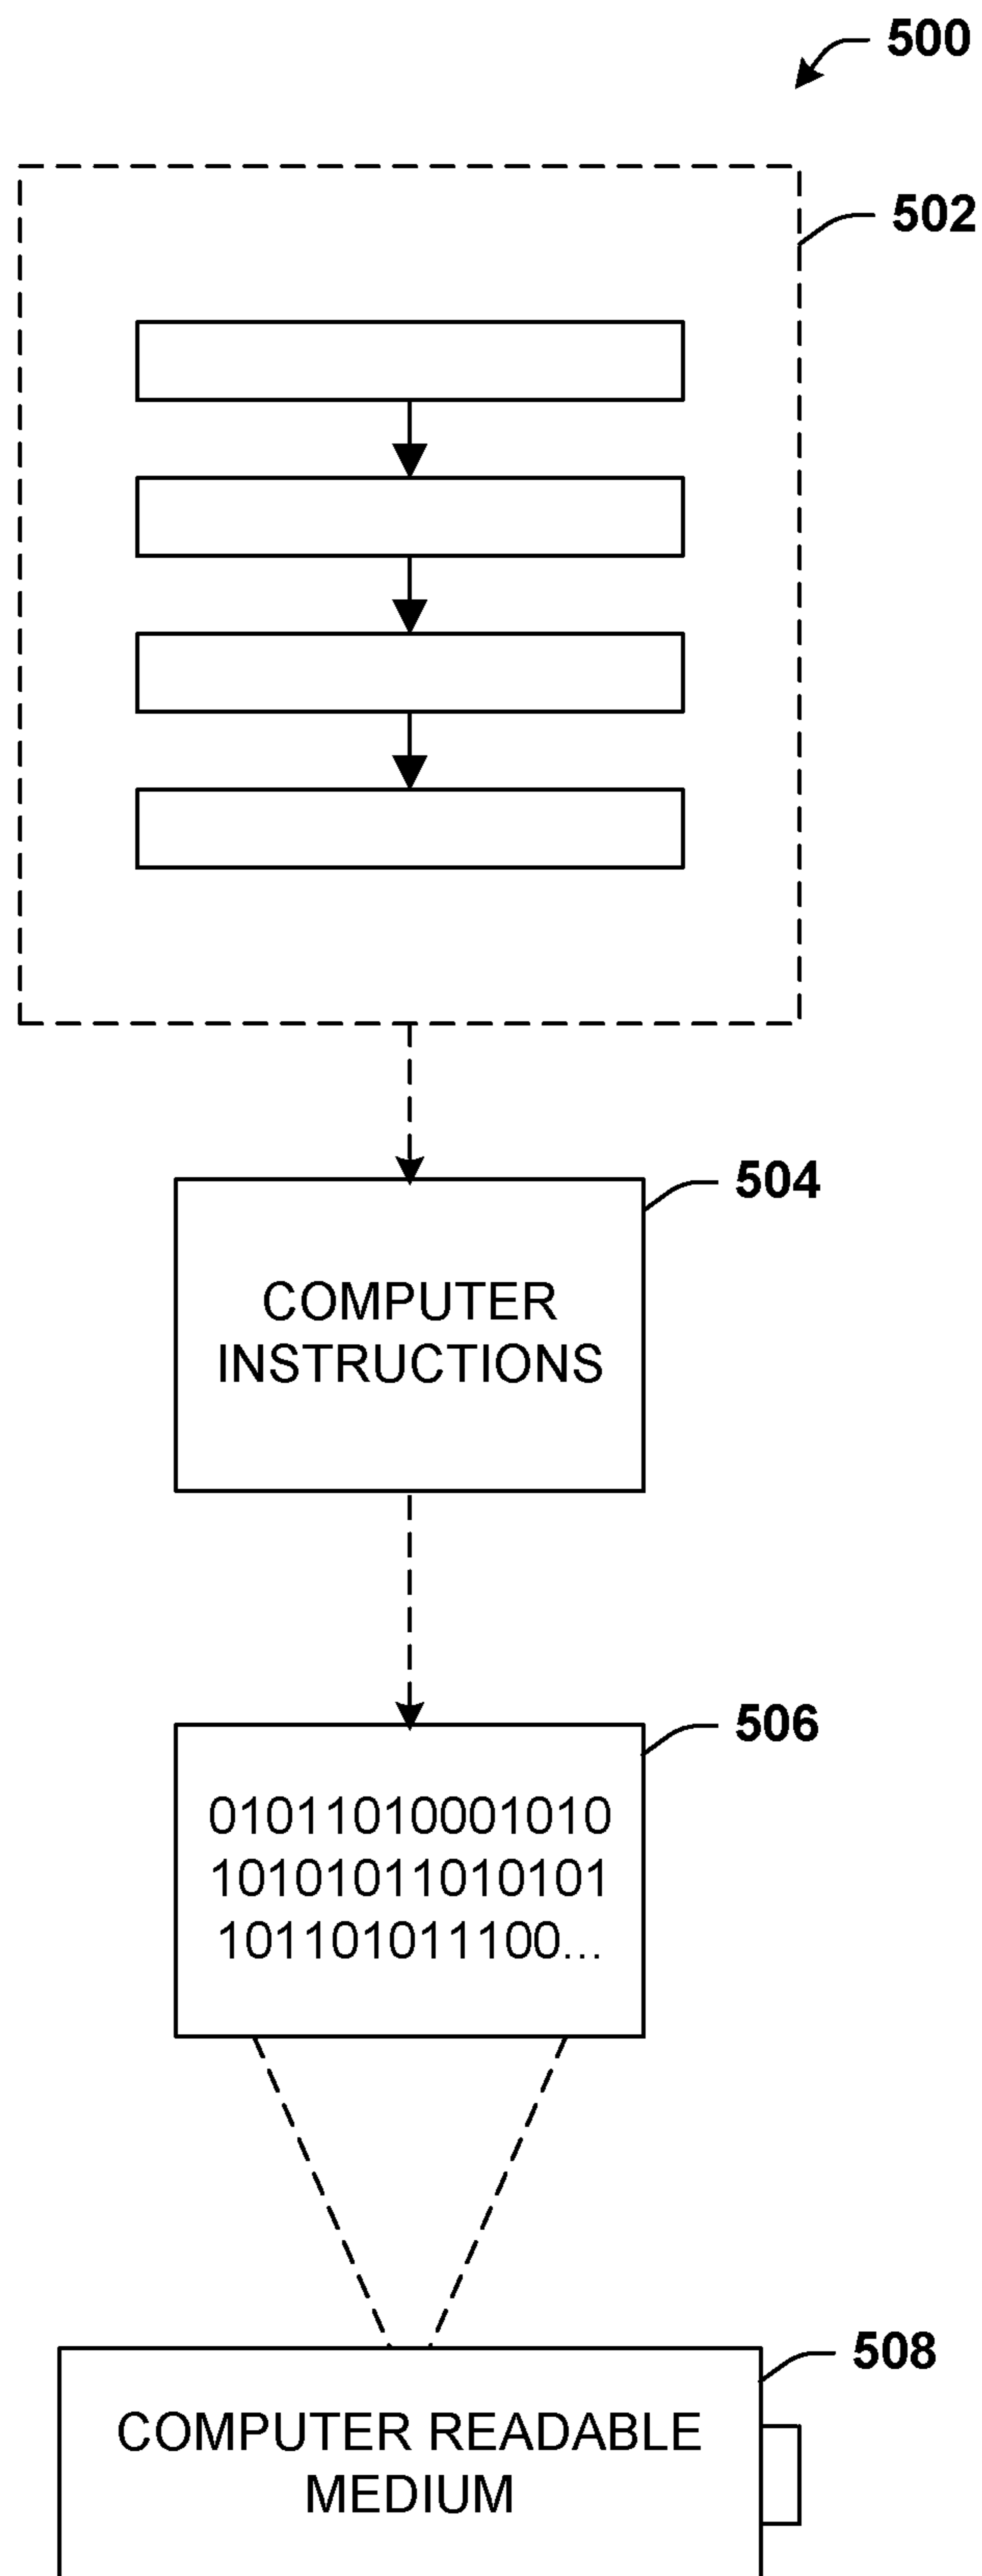 500
502
504
COMPUTER
INSTRUCTIONS
506
01011010001010
10101011010101
101101011100...
508
COMPUTER READABLE
MEDIUM